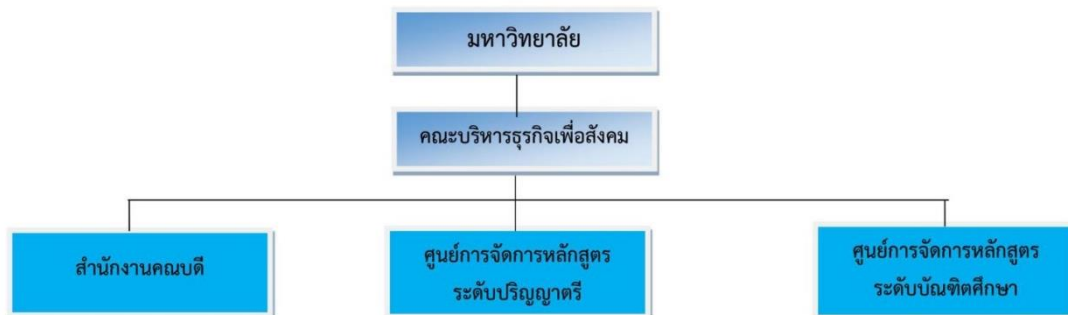 มหาวิทยาลัย
คณะบริหารธุรกิจเพื่อสังคม
สำนักงานคณบดี
ศูนย์การจัดการหลักสูตร
ระดับปริญญาตรี
ศูนย์การจัดการหลักสูตร
ระดับบัณฑิตศึกษา